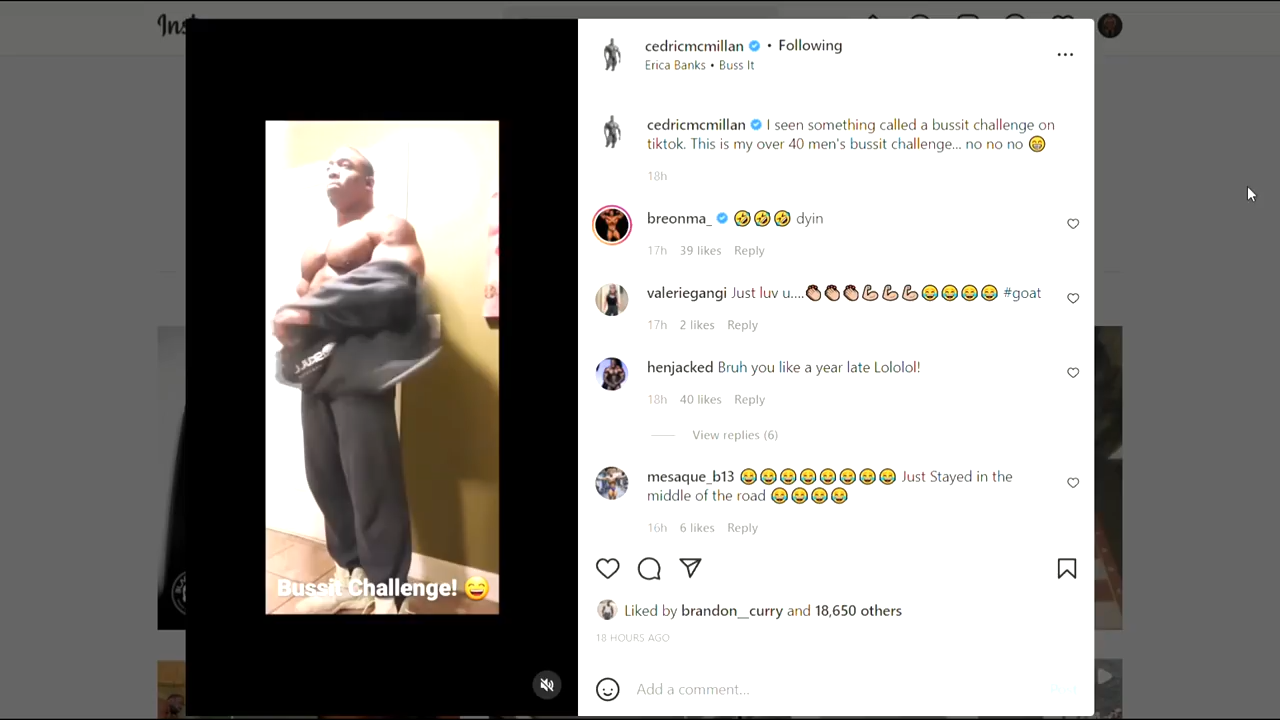 Inst
cedricmcmillan • Following
Erica Banks • Buss It
cedricmcmillan I seen something called a bussit challenge on
tiktok. This is my over 40 men's bussit challenge... no no no 😁
18h
breonma_ 🤣🤣🤣 dyin
17h 39 likes Reply
valeriegangi Just luv u....👏🏼👏🏼👏🏼💪🏼💪🏼💪🏼😂😂😂😂 #goat
17h 2 likes Reply
henjacked Bruh you like a year late Lololol!
18h 40 likes Reply
View replies (6)
mesaque_b13 😂😂😂😂😂😂😂😂 Just Stayed in the
middle of the road 😂😂😂😂
16h 6 likes Reply
Bussit Challenge! 😄
Liked by brandon__curry and 18,650 others
18 HOURS AGO
Add a comment...